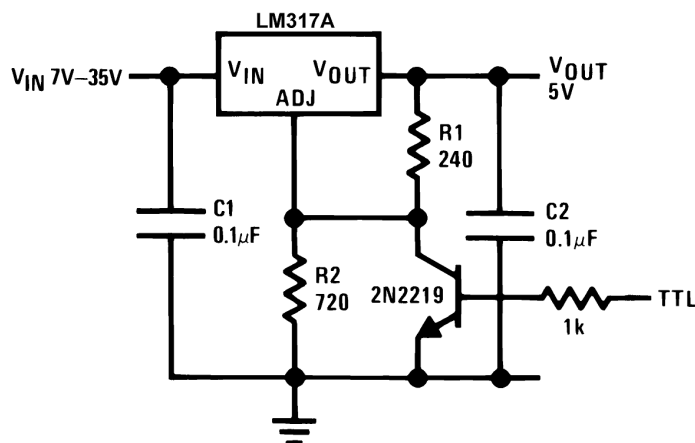 LM317A
V_IN 7V–35V
V_IN
V_OUT
ADJ
V_OUT
5V
R1
240
C1
0.1μF
C2
0.1μF
R2
720
2N2219
1k
TTL